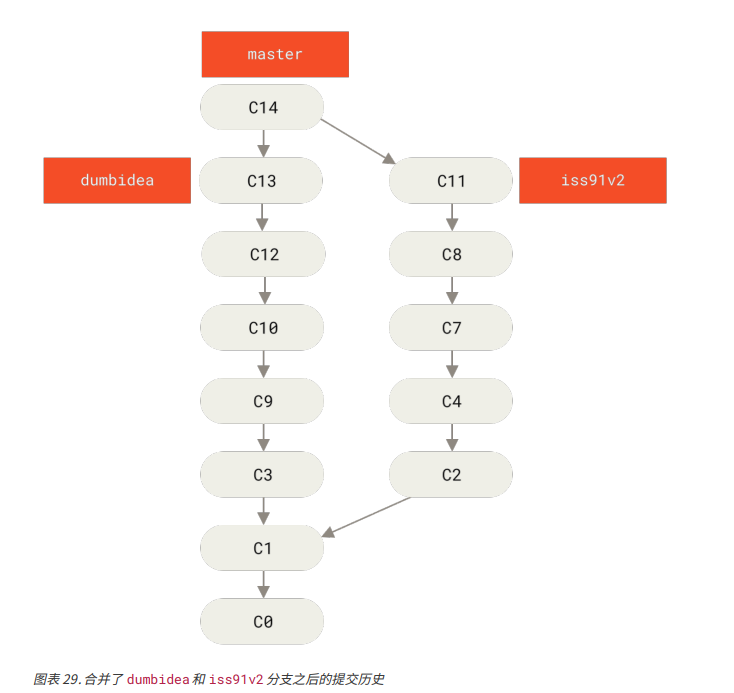 master
C14
dumbidea
C13
C11
iss91v2
C12
C8
C10
C7
C9
C4
C3
C2
C1
C0
图表 29. 合并了 dumbidea 和 iss91v2 分支之后的提交历史